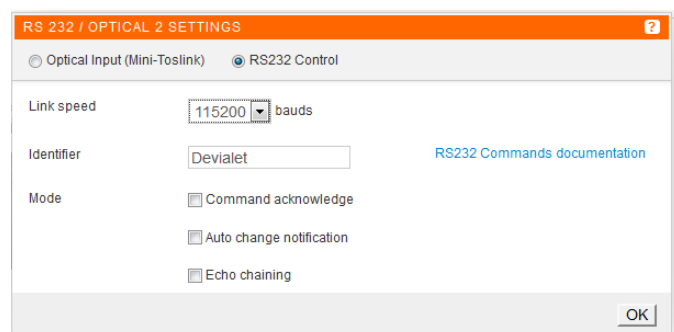 RS 232 / OPTICAL 2 SETTINGS ?
Optical Input (Mini-Toslink) RS232 Control
Link speed 115200 bauds
Identifier Devialet RS232 Commands documentation
Mode Command acknowledge
Auto change notification
Echo chaining
OK